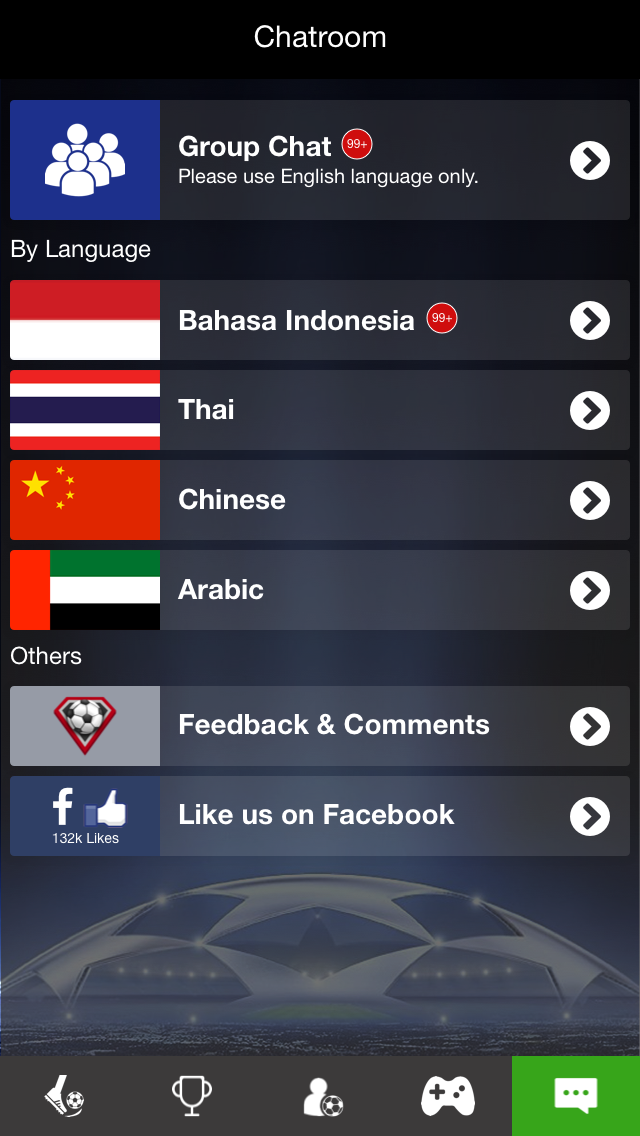 Chatroom
Group Chat 99+
Please use English language only.
By Language
Bahasa Indonesia 99+
Thai
Chinese
Arabic
Others
Feedback & Comments
f
132k Likes
Like us on Facebook